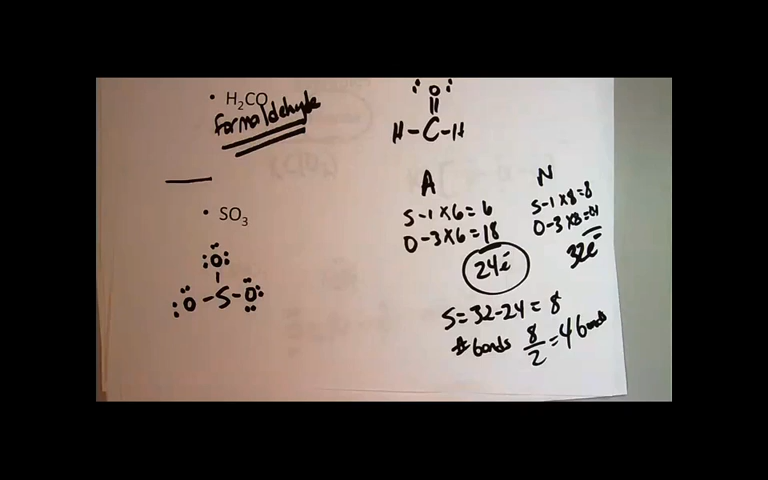 • H₂CO
formaldehyde
:O:
||
H-C-H
A
N
S-1×6=6
O-3×6=18
24e⁻
S-1×8=8
O-3×8=24
32e⁻
• SO₃
:O:
|
:O-S-O:
S=32-24=8
#bonds 8/2=4 bonds